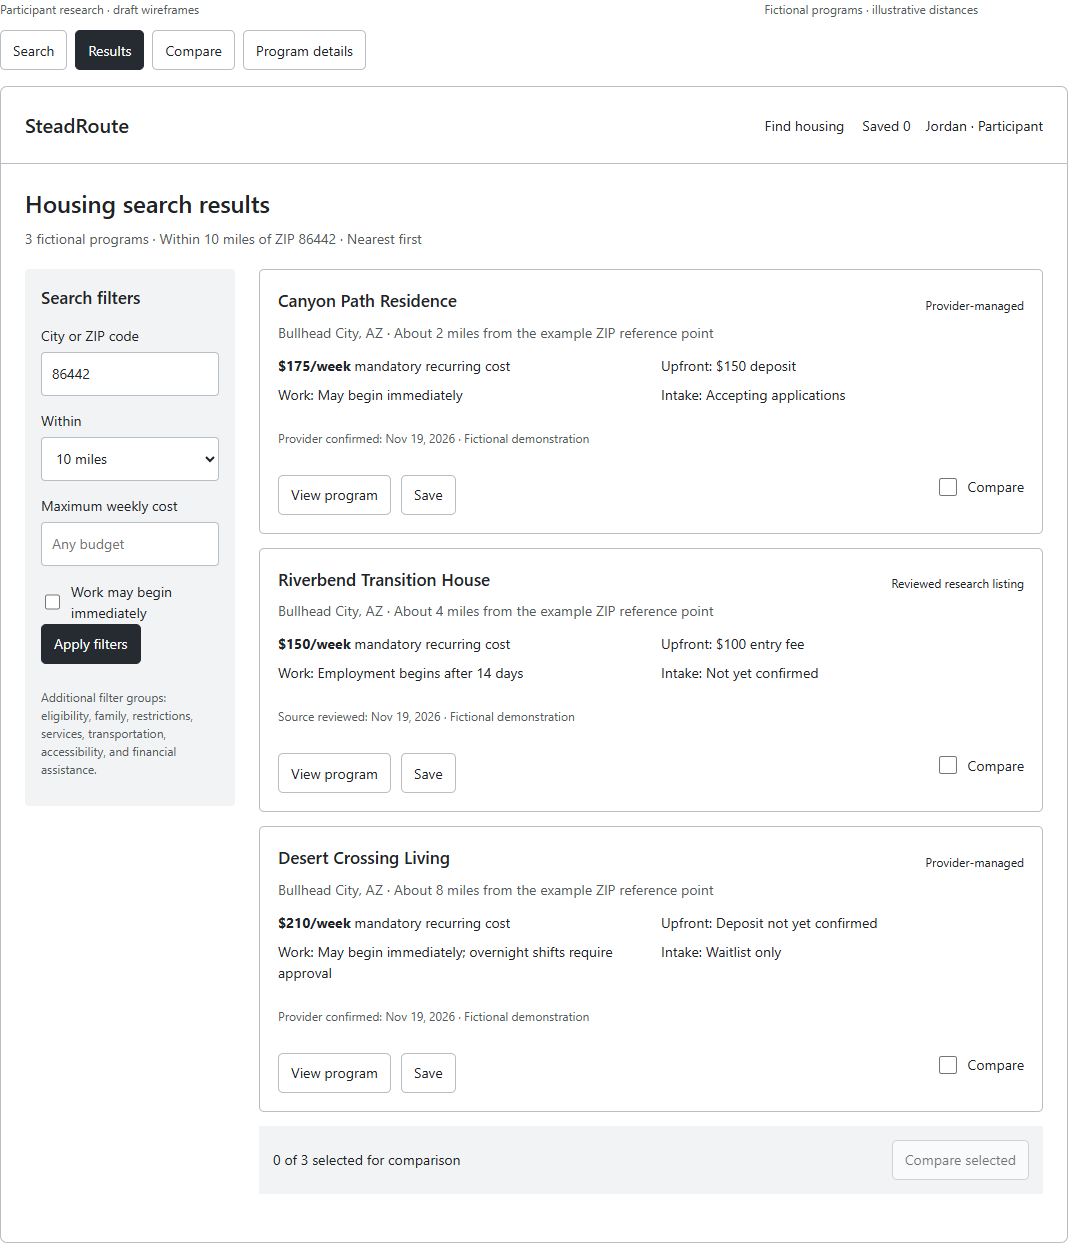 Participant research · draft wireframes
Fictional programs · illustrative distances
Search
Results
Compare
Program details
SteadRoute
Find housing
Saved 0
Jordan · Participant
Housing search results
3 fictional programs · Within 10 miles of ZIP 86442 · Nearest first
Search filters
City or ZIP code
86442
Within
10 miles
Maximum weekly cost
Any budget
Work may begin
immediately
Apply filters
Additional filter groups:
eligibility, family, restrictions,
services, transportation,
accessibility, and financial
assistance.
Canyon Path Residence
Provider-managed
Bullhead City, AZ · About 2 miles from the example ZIP reference point
$175/week mandatory recurring cost
Upfront: $150 deposit
Work: May begin immediately
Intake: Accepting applications
Provider confirmed: Nov 19, 2026 · Fictional demonstration
View program
Save
Compare
Riverbend Transition House
Reviewed research listing
Bullhead City, AZ · About 4 miles from the example ZIP reference point
$150/week mandatory recurring cost
Upfront: $100 entry fee
Work: Employment begins after 14 days
Intake: Not yet confirmed
Source reviewed: Nov 19, 2026 · Fictional demonstration
View program
Save
Compare
Desert Crossing Living
Provider-managed
Bullhead City, AZ · About 8 miles from the example ZIP reference point
$210/week mandatory recurring cost
Upfront: Deposit not yet confirmed
Work: May begin immediately; overnight shifts require
approval
Intake: Waitlist only
Provider confirmed: Nov 19, 2026 · Fictional demonstration
View program
Save
Compare
0 of 3 selected for comparison
Compare selected